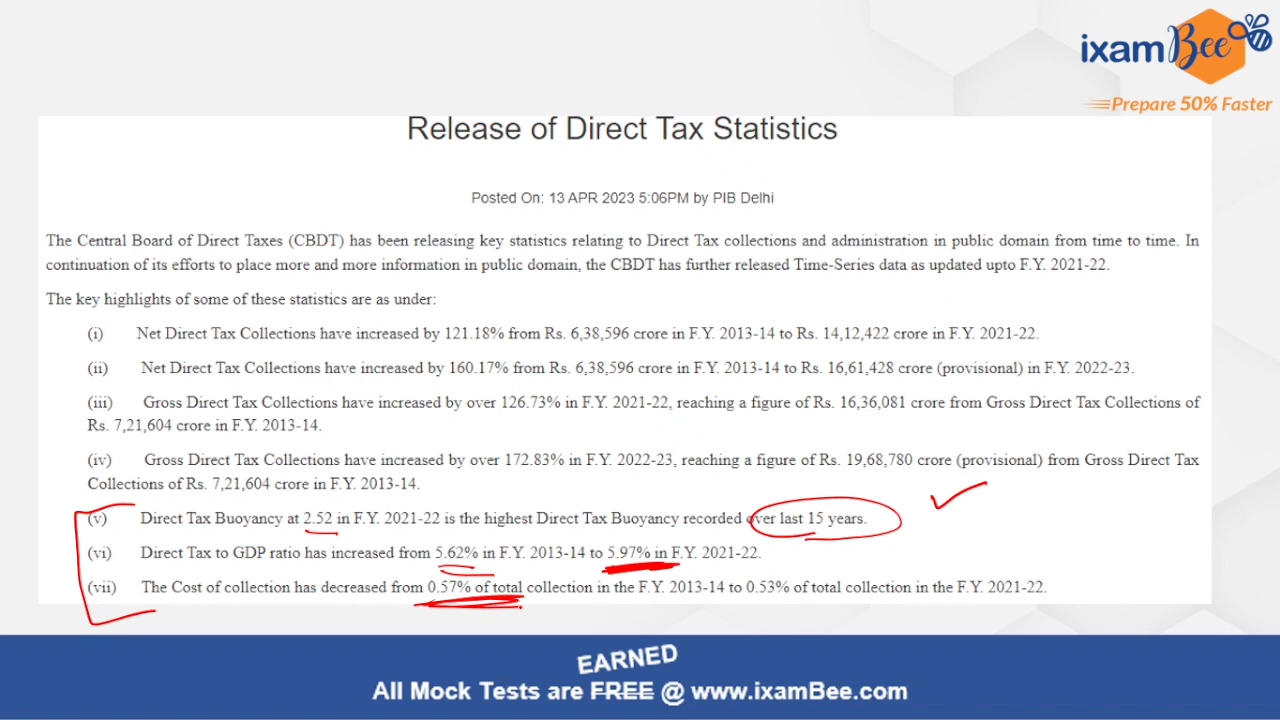 ixamBee
Prepare 50% Faster
Release of Direct Tax Statistics
Posted On: 13 APR 2023 5:06PM by PIB Delhi
The Central Board of Direct Taxes (CBDT) has been releasing key statistics relating to Direct Tax collections and administration in public domain from time to time. In
continuation of its efforts to place more and more information in public domain, the CBDT has further released Time-Series data as updated upto F.Y. 2021-22.
The key highlights of some of these statistics are as under:
(i) Net Direct Tax Collections have increased by 121.18% from Rs. 6,38,596 crore in F.Y. 2013-14 to Rs. 14,12,422 crore in F.Y. 2021-22.
(ii) Net Direct Tax Collections have increased by 160.17% from Rs. 6,38,596 crore in F.Y. 2013-14 to Rs. 16,61,428 crore (provisional) in F.Y. 2022-23.
(iii) Gross Direct Tax Collections have increased by over 126.73% in F.Y. 2021-22, reaching a figure of Rs. 16,36,081 crore from Gross Direct Tax Collections of
Rs. 7,21,604 crore in F.Y. 2013-14.
(iv) Gross Direct Tax Collections have increased by over 172.83% in F.Y. 2022-23, reaching a figure of Rs. 19,68,780 crore (provisional) from Gross Direct Tax
Collections of Rs. 7,21,604 crore in F.Y. 2013-14.
(v) Direct Tax Buoyancy at 2.52 in F.Y. 2021-22 is the highest Direct Tax Buoyancy recorded over last 15 years.
(vi) Direct Tax to GDP ratio has increased from 5.62% in F.Y. 2013-14 to 5.97% in F.Y. 2021-22.
(vii) The Cost of collection has decreased from 0.57% of total collection in the F.Y. 2013-14 to 0.53% of total collection in the F.Y. 2021-22.
EARNED
All Mock Tests are FREE @ www.ixamBee.com